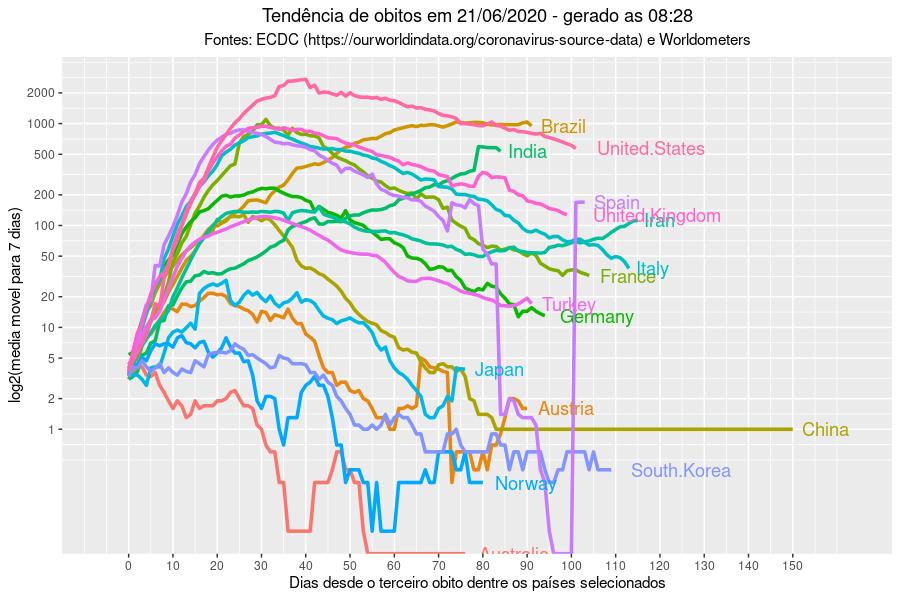 Tendência de obitos em 21/06/2020 - gerado as 08:28
Fontes: ECDC (https://ourworldindata.org/coronavirus-source-data) e Worldometers
log2(media movel para 7 dias)
2000
1000
500
200
100
50
20
10
5
2
1
Brazil
United.States
India
Spain
United.Kingdom
Iran
Italy
France
Turkey
Germany
Japan
Austria
China
South.Korea
Norway
Australia
0 10 20 30 40 50 60 70 80 90 100 110 120 130 140 150
Dias desde o terceiro obito dentre os países selecionados